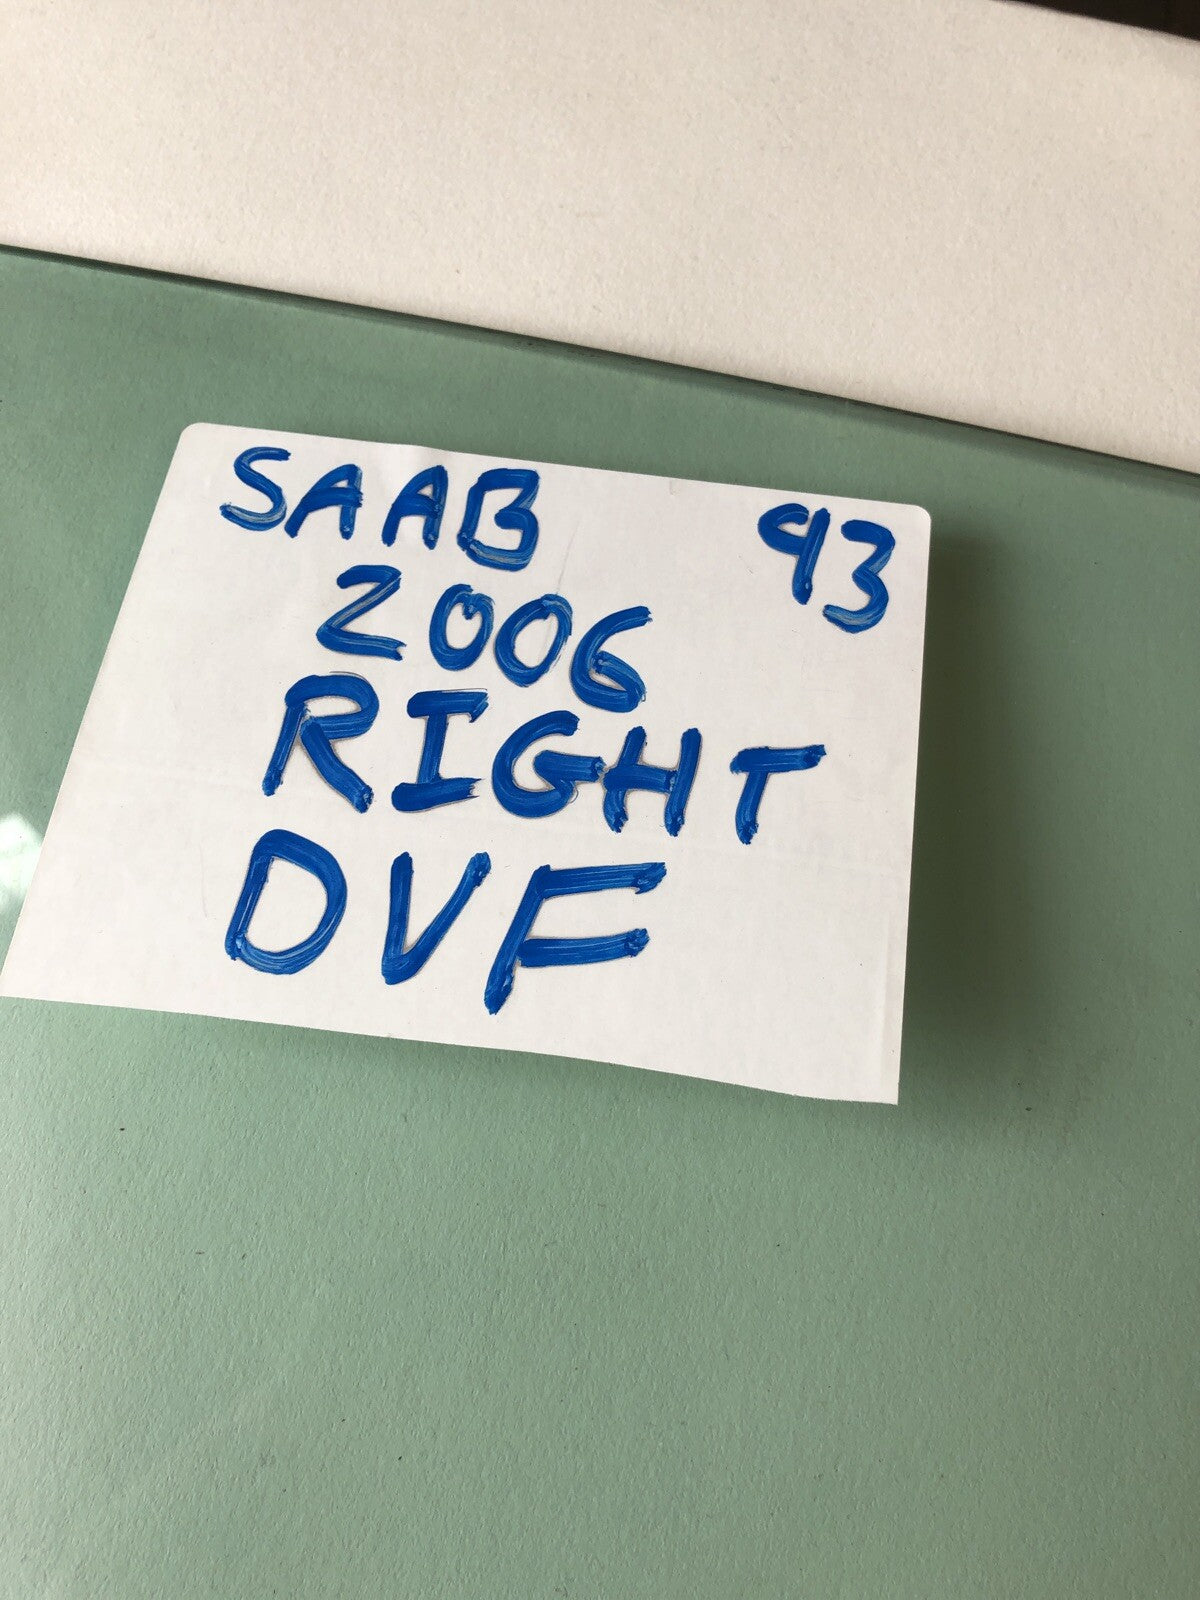 SAAB 93
2006
RIGHT
DVF